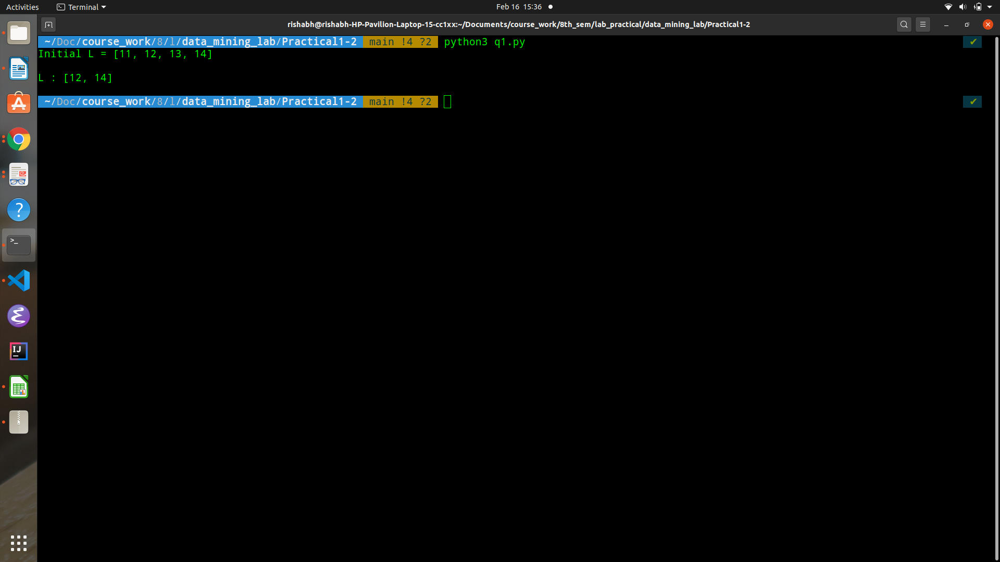 Activities Terminal Feb 16 15:36
rishabh@rishabh-HP-Pavilion-Laptop-15-cc1xx:~/Documents/course_work/8th_sem/lab_practical/data_mining_lab/Practical1-2
~/Doc/course_work/8/l/data_mining_lab/Practical1-2 main !4 ?2 python3 q1.py ✔
Initial L = [11, 12, 13, 14]
L : [12, 14]
~/Doc/course_work/8/l/data_mining_lab/Practical1-2 main !4 ?2 ✔
?
>_
IJ